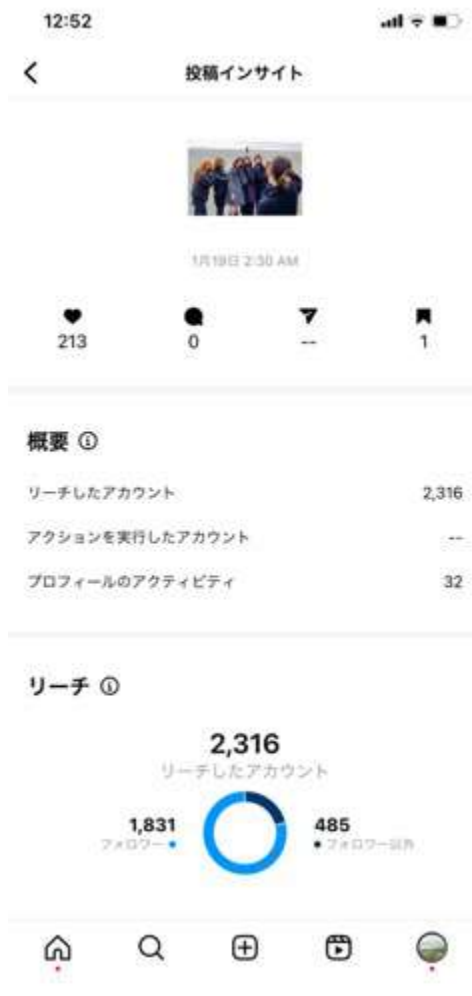 12:52
投稿インサイト
1月19日 2:30 AM
213
0
--
1
概要
リーチしたアカウント 2,316
アクションを実行したアカウント --
プロフィールのアクティビティ 32
リーチ
2,316
リーチしたアカウント
1,831
フォロワー
485
フォロワー以外